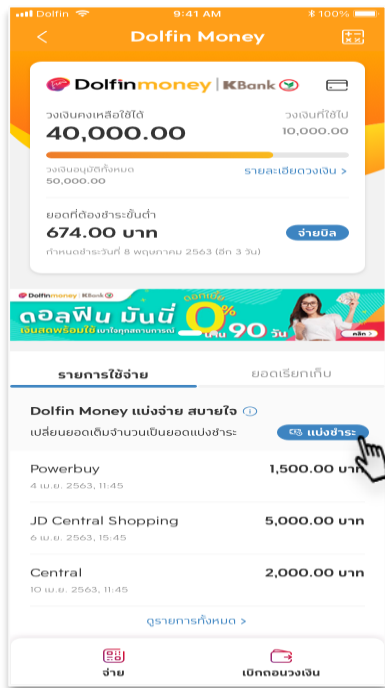 Dolfin
9:41 AM
100%
Dolfin Money
Dolfinmoney | KBank
วงเงินคงเหลือใช้ได้
วงเงินที่ใช้ไป
40,000.00
10,000.00
วงเงินอนุมัติทั้งหมด
รายละเอียดวงเงิน >
50,000.00
ยอดที่ต้องชำระขั้นต่ำ
674.00 บาท
จ่ายบิล
กำหนดชำระวันที่ 8 พฤษภาคม 2563 (อีก 3 วัน)
Dolfinmoney | KBank
ดอกเบี้ย
ดอลฟิน มันนี่
0%
เงินสดพร้อมใช้ เบาใจทุกสถานการณ์
นาน 90 วัน
คลิก >
รายการใช้จ่าย
ยอดเรียกเก็บ
Dolfin Money แบ่งจ่าย สบายใจ
เปลี่ยนยอดเต็มจำนวนเป็นยอดแบ่งชำระ
แบ่งชำระ
Powerbuy
1,500.00 บาท
4 เม.ย. 2563, 11:45
JD Central Shopping
5,000.00 บาท
6 เม.ย. 2563, 15:45
Central
2,000.00 บาท
10 เม.ย. 2563, 11:45
ดูรายการทั้งหมด >
จ่าย
เบิกถอนวงเงิน